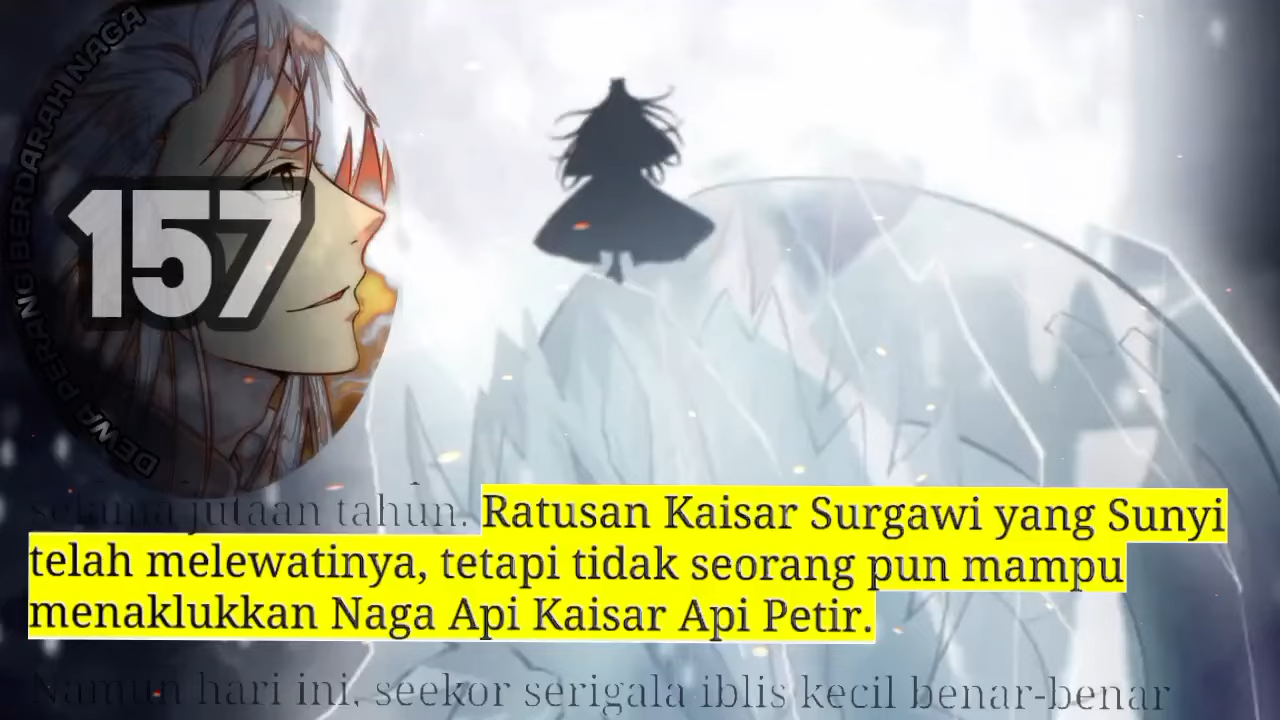 DEWA PERANG BERDARAH NAGA
157
selama jutaan tahun. Ratusan Kaisar Surgawi yang Sunyi
telah melewatinya, tetapi tidak seorang pun mampu
menaklukkan Naga Api Kaisar Api Petir.
Namun hari ini, seekor serigala iblis kecil benar-benar